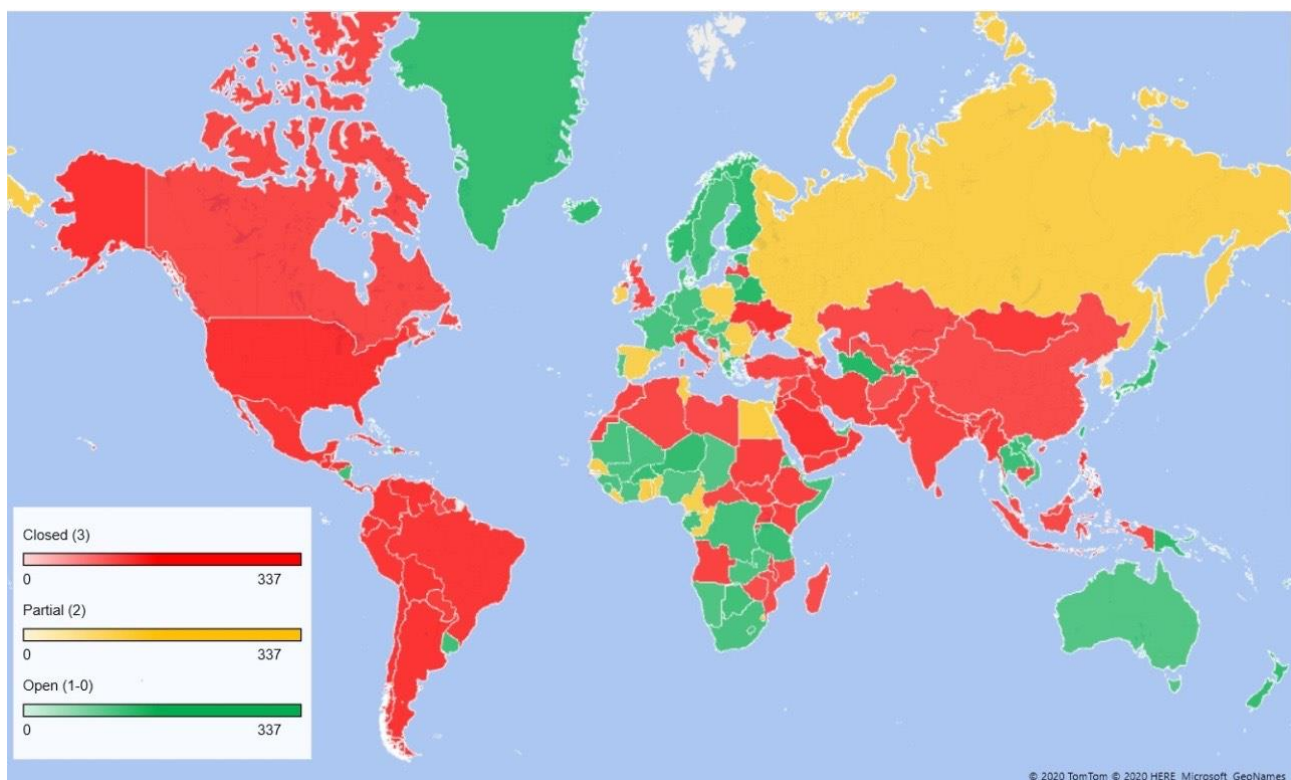 Closed (3)
0 337
Partial (2)
0 337
Open (1-0)
0 337
© 2020 TomTom © 2020 HERE, Microsoft, GeoNames